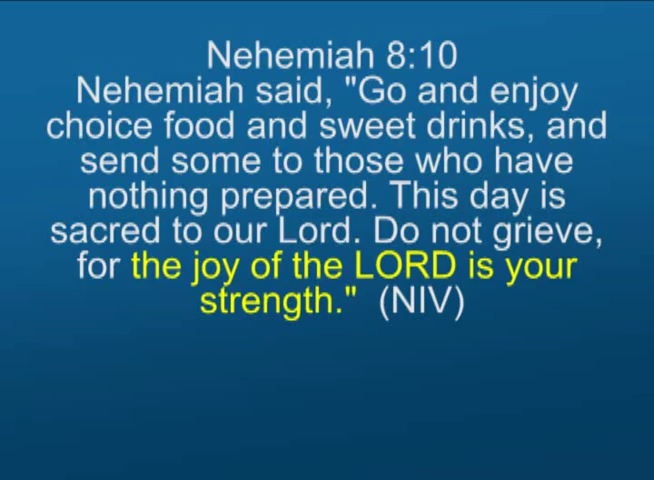 Nehemiah 8:10
Nehemiah said, "Go and enjoy
choice food and sweet drinks, and
send some to those who have
nothing prepared. This day is
sacred to our Lord. Do not grieve,
for the joy of the LORD is your
strength."  (NIV)